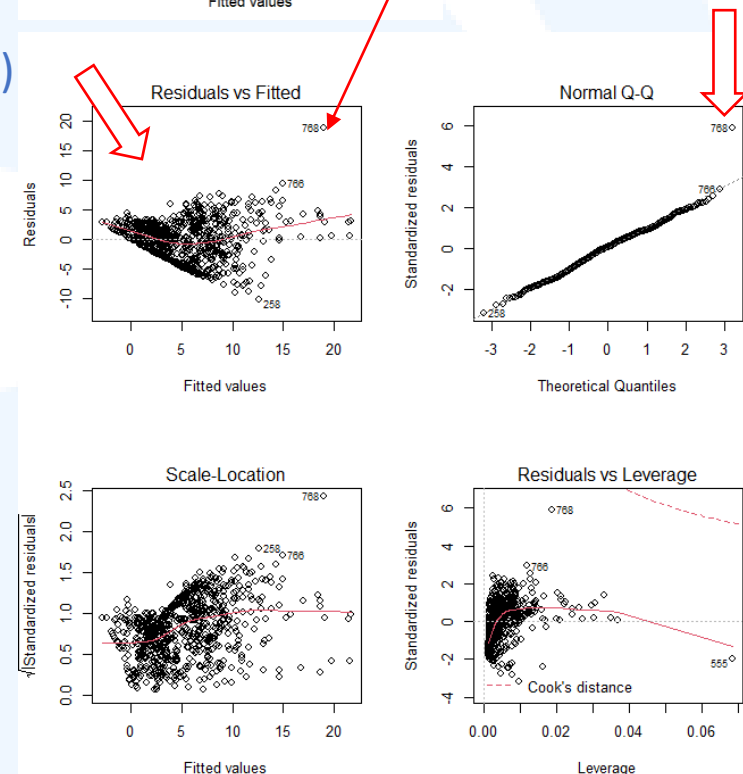 Fitted values
)
Residuals vs Fitted
Residuals
20
15
10
5
0
-5
-10
768
766
258
0 5 10 15 20
Fitted values
Normal Q-Q
Standardized residuals
6
4
2
0
-2
768
766
258
-3 -2 -1 0 1 2 3
Theoretical Quantiles
Scale-Location
√|Standardized residuals|
2.5
2.0
1.5
1.0
0.5
0.0
768
258
766
0 5 10 15 20
Fitted values
Residuals vs Leverage
Standardized residuals
6
4
2
0
-2
-4
768
766
555
Cook's distance
0.00 0.02 0.04 0.06
Leverage